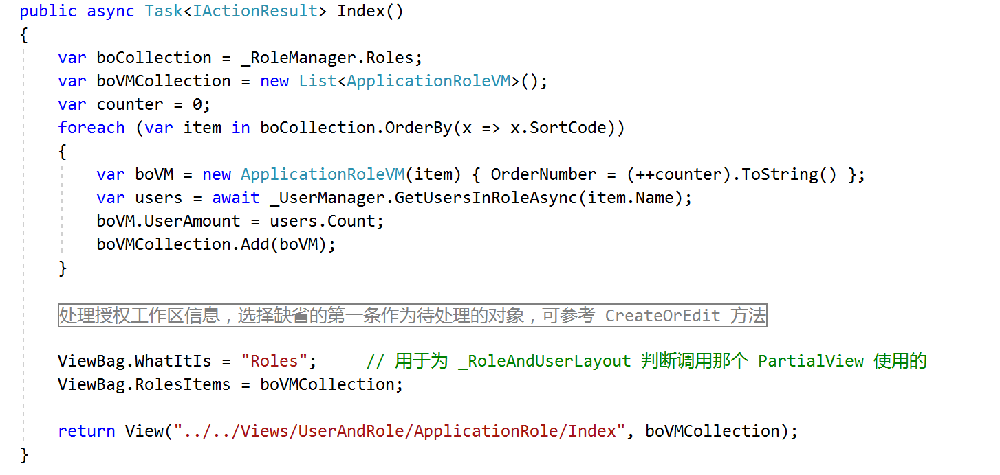 public async Task<IActionResult> Index()
{
    var boCollection = _RoleManager.Roles;
    var boVMCollection = new List<ApplicationRoleVM>();
    var counter = 0;
    foreach (var item in boCollection.OrderBy(x => x.SortCode))
    {
        var boVM = new ApplicationRoleVM(item) { OrderNumber = (++counter).ToString() };
        var users = await _UserManager.GetUsersInRoleAsync(item.Name);
        boVM.UserAmount = users.Count;
        boVMCollection.Add(boVM);
    }
    处理授权工作区信息，选择缺省的第一条作为待处理的对象，可参考 CreateOrEdit 方法
    ViewBag.WhatItIs = "Roles";     // 用于为 _RoleAndUserLayout 判断调用那个 PartialView 使用的
    ViewBag.RolesItems = boVMCollection;
    return View("../../Views/UserAndRole/ApplicationRole/Index", boVMCollection);
}